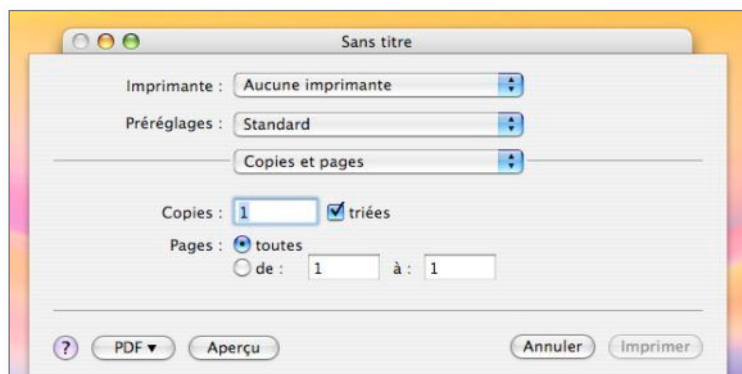 Sans titre
Imprimante : Aucune imprimante
Préréglages : Standard
Copies et pages
Copies : 1 triées
Pages : toutes
de : 1 à : 1
? PDF ▼ Aperçu Annuler Imprimer